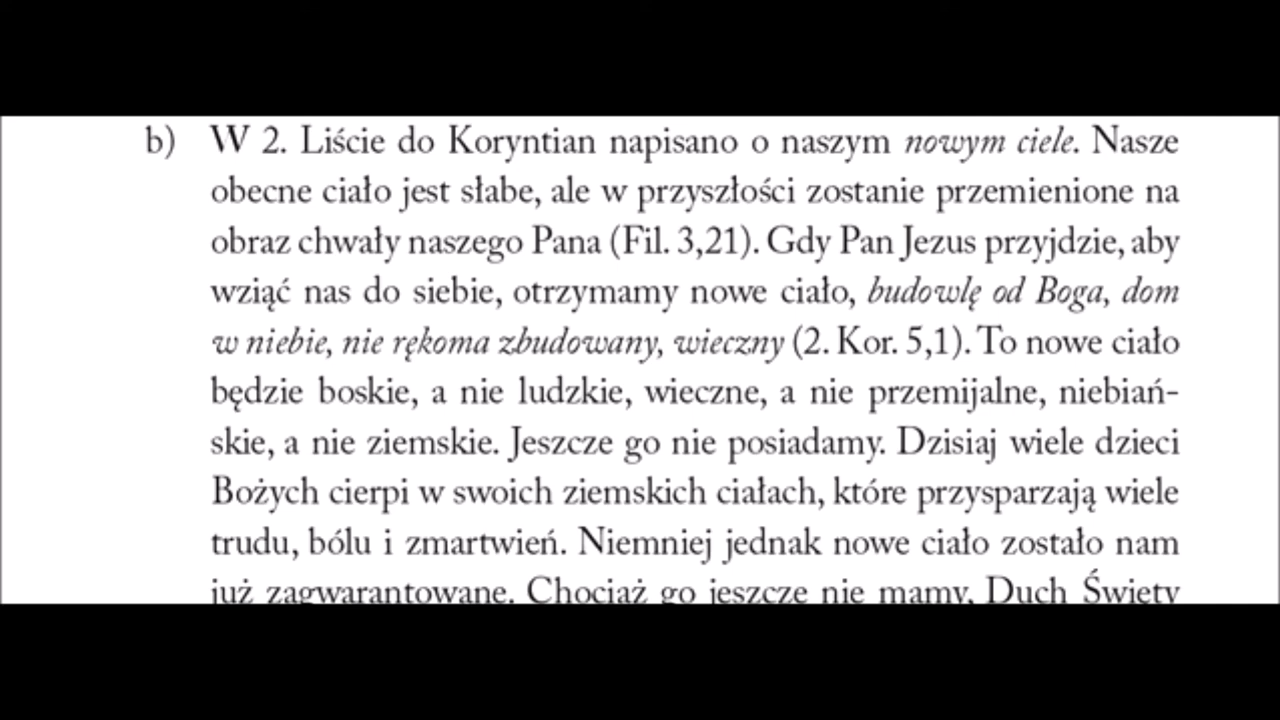 b) W 2. Liście do Koryntian napisano o naszym nowym ciele. Nasze
obecne ciało jest słabe, ale w przyszłości zostanie przemienione na
obraz chwały naszego Pana (Fil. 3,21). Gdy Pan Jezus przyjdzie, aby
wziąć nas do siebie, otrzymamy nowe ciało, budowlę od Boga, dom
w niebie, nie rękoma zbudowany, wieczny (2. Kor. 5,1). To nowe ciało
będzie boskie, a nie ludzkie, wieczne, a nie przemijalne, niebiań-
skie, a nie ziemskie. Jeszcze go nie posiadamy. Dzisiaj wiele dzieci
Bożych cierpi w swoich ziemskich ciałach, które przysparzają wiele
trudu, bólu i zmartwień. Niemniej jednak nowe ciało zostało nam
już zagwarantowane. Chociaż go jeszcze nie mamy, Duch Święty